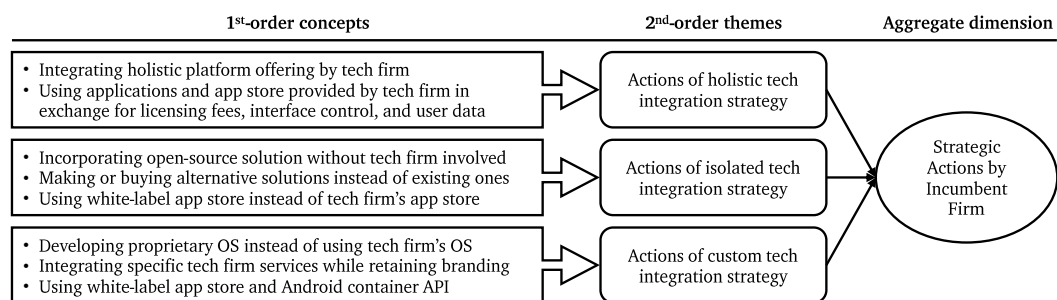 1st-order concepts
2nd-order themes
Aggregate dimension
• Integrating holistic platform offering by tech firm
• Using applications and app store provided by tech firm in
exchange for licensing fees, interface control, and user data
Actions of holistic tech
integration strategy
• Incorporating open-source solution without tech firm involved
• Making or buying alternative solutions instead of existing ones
• Using white-label app store instead of tech firm's app store
Actions of isolated tech
integration strategy
• Developing proprietary OS instead of using tech firm's OS
• Integrating specific tech firm services while retaining branding
• Using white-label app store and Android container API
Actions of custom tech
integration strategy
Strategic
Actions by
Incumbent
Firm